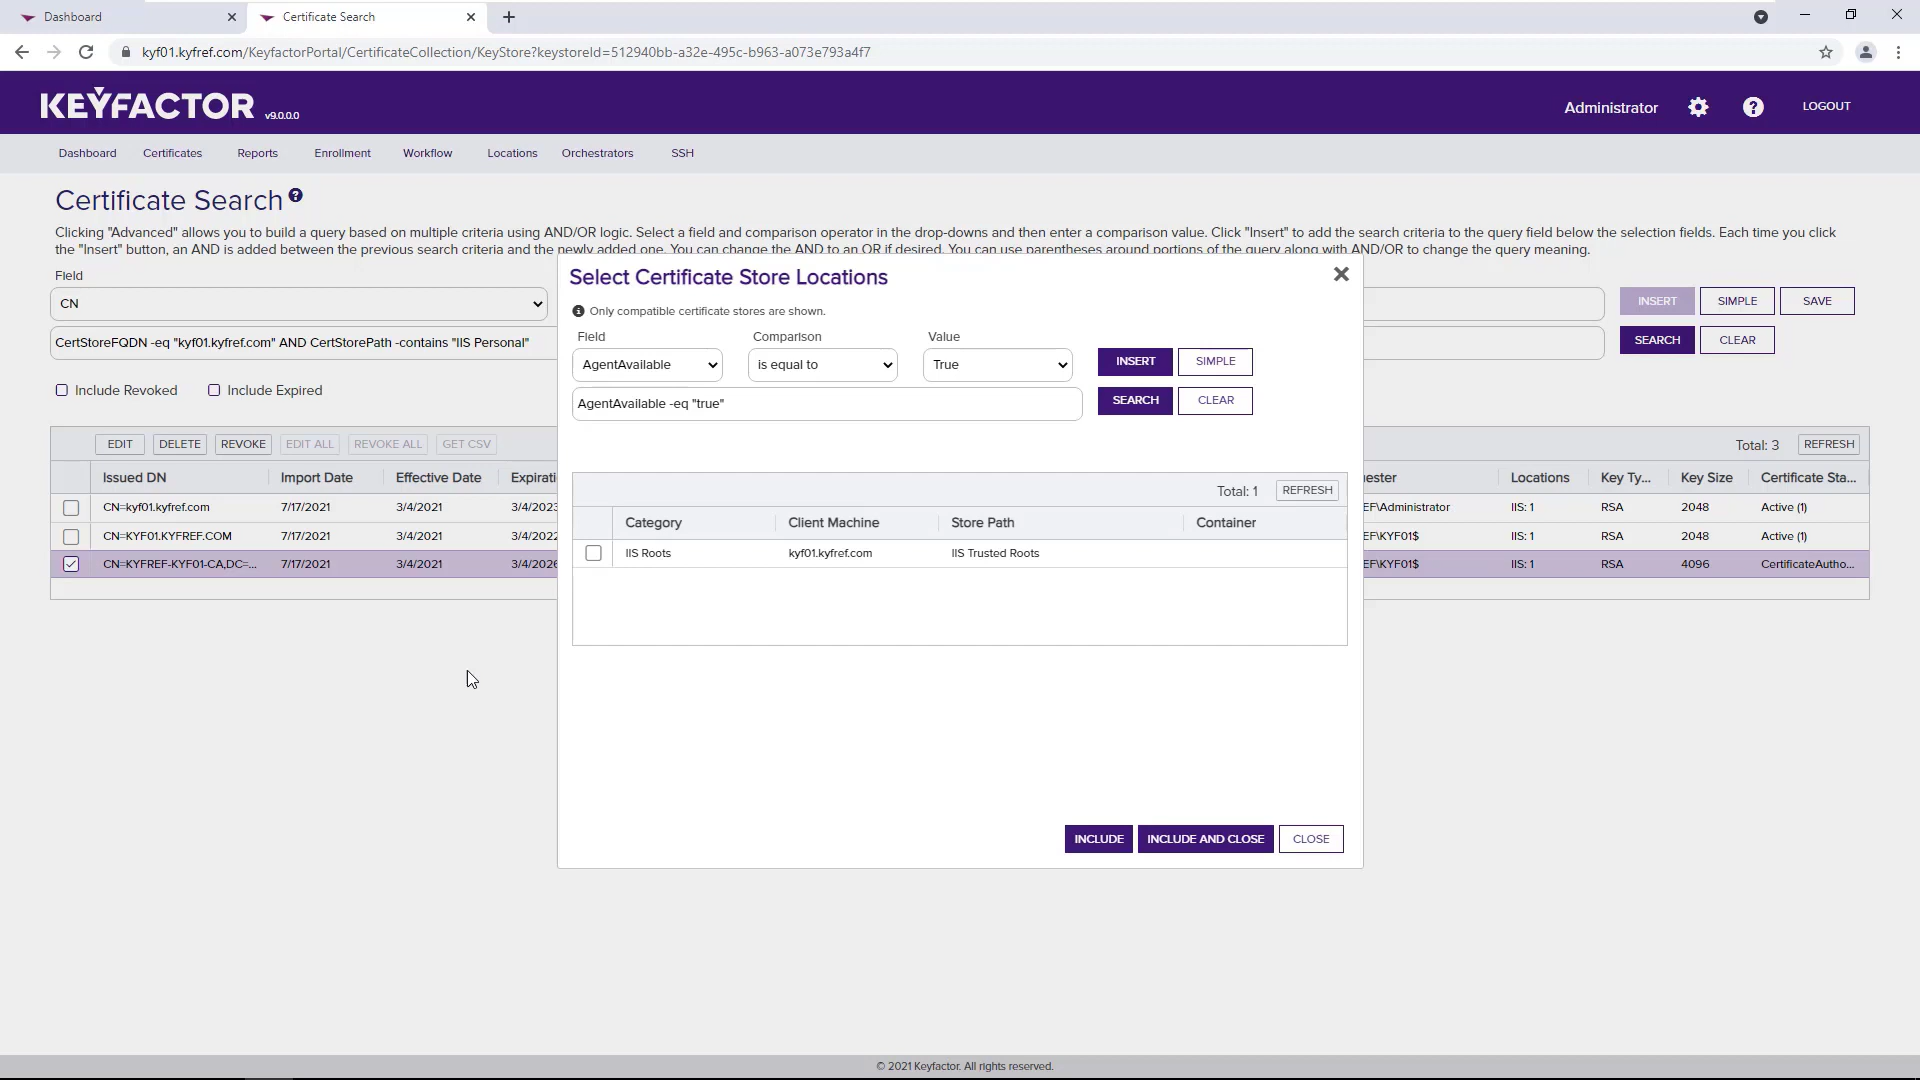 Dashboard
Certificate Search
kyf01.kyfref.com/KeyfactorPortal/CertificateCollection/KeyStore?keystoreId=512940bb-a32e-495c-b963-a073e793a4f7
KEYFACTOR v9.0.0.0
Administrator
LOGOUT
Dashboard Certificates Reports Enrollment Workflow Locations Orchestrators SSH
Certificate Search
Clicking "Advanced" allows you to build a query based on multiple criteria using AND/OR logic. Select a field and comparison operator in the drop-downs and then enter a comparison value. Click "Insert" to add the search criteria to the query field below the selection fields. Each time you click
the "Insert" button, an AND is added between the previous search criteria and the newly added one. You can change the AND to an OR if desired. You can use parentheses around portions of the query along with AND/OR to change the query meaning.
Field
CN
INSERT SIMPLE SAVE
CertStoreFQDN -eq "kyf01.kyfref.com" AND CertStorePath -contains "IIS Personal"
SEARCH CLEAR
Include Revoked Include Expired
EDIT DELETE REVOKE EDIT ALL REVOKE ALL GET CSV
Total: 3 REFRESH
Issued DN Import Date Effective Date Expirati
ester Locations Key Ty... Key Size Certificate Sta...
CN=kyf01.kyfref.com 7/17/2021 3/4/2021 3/4/2023
EF\Administrator IIS: 1 RSA 2048 Active (1)
CN=KYF01.KYFREF.COM 7/17/2021 3/4/2021 3/4/2022
EF\KYF01$ IIS: 1 RSA 2048 Active (1)
CN=KYFREF-KYF01-CA,DC=... 7/17/2021 3/4/2021 3/4/2026
EF\KYF01$ IIS: 1 RSA 4096 CertificateAutho...
Select Certificate Store Locations
Only compatible certificate stores are shown.
Field Comparison Value
AgentAvailable is equal to True
INSERT SIMPLE
AgentAvailable -eq "true"
SEARCH CLEAR
Total: 1 REFRESH
Category Client Machine Store Path Container
IIS Roots kyf01.kyfref.com IIS Trusted Roots
INCLUDE INCLUDE AND CLOSE CLOSE
© 2021 Keyfactor. All rights reserved.